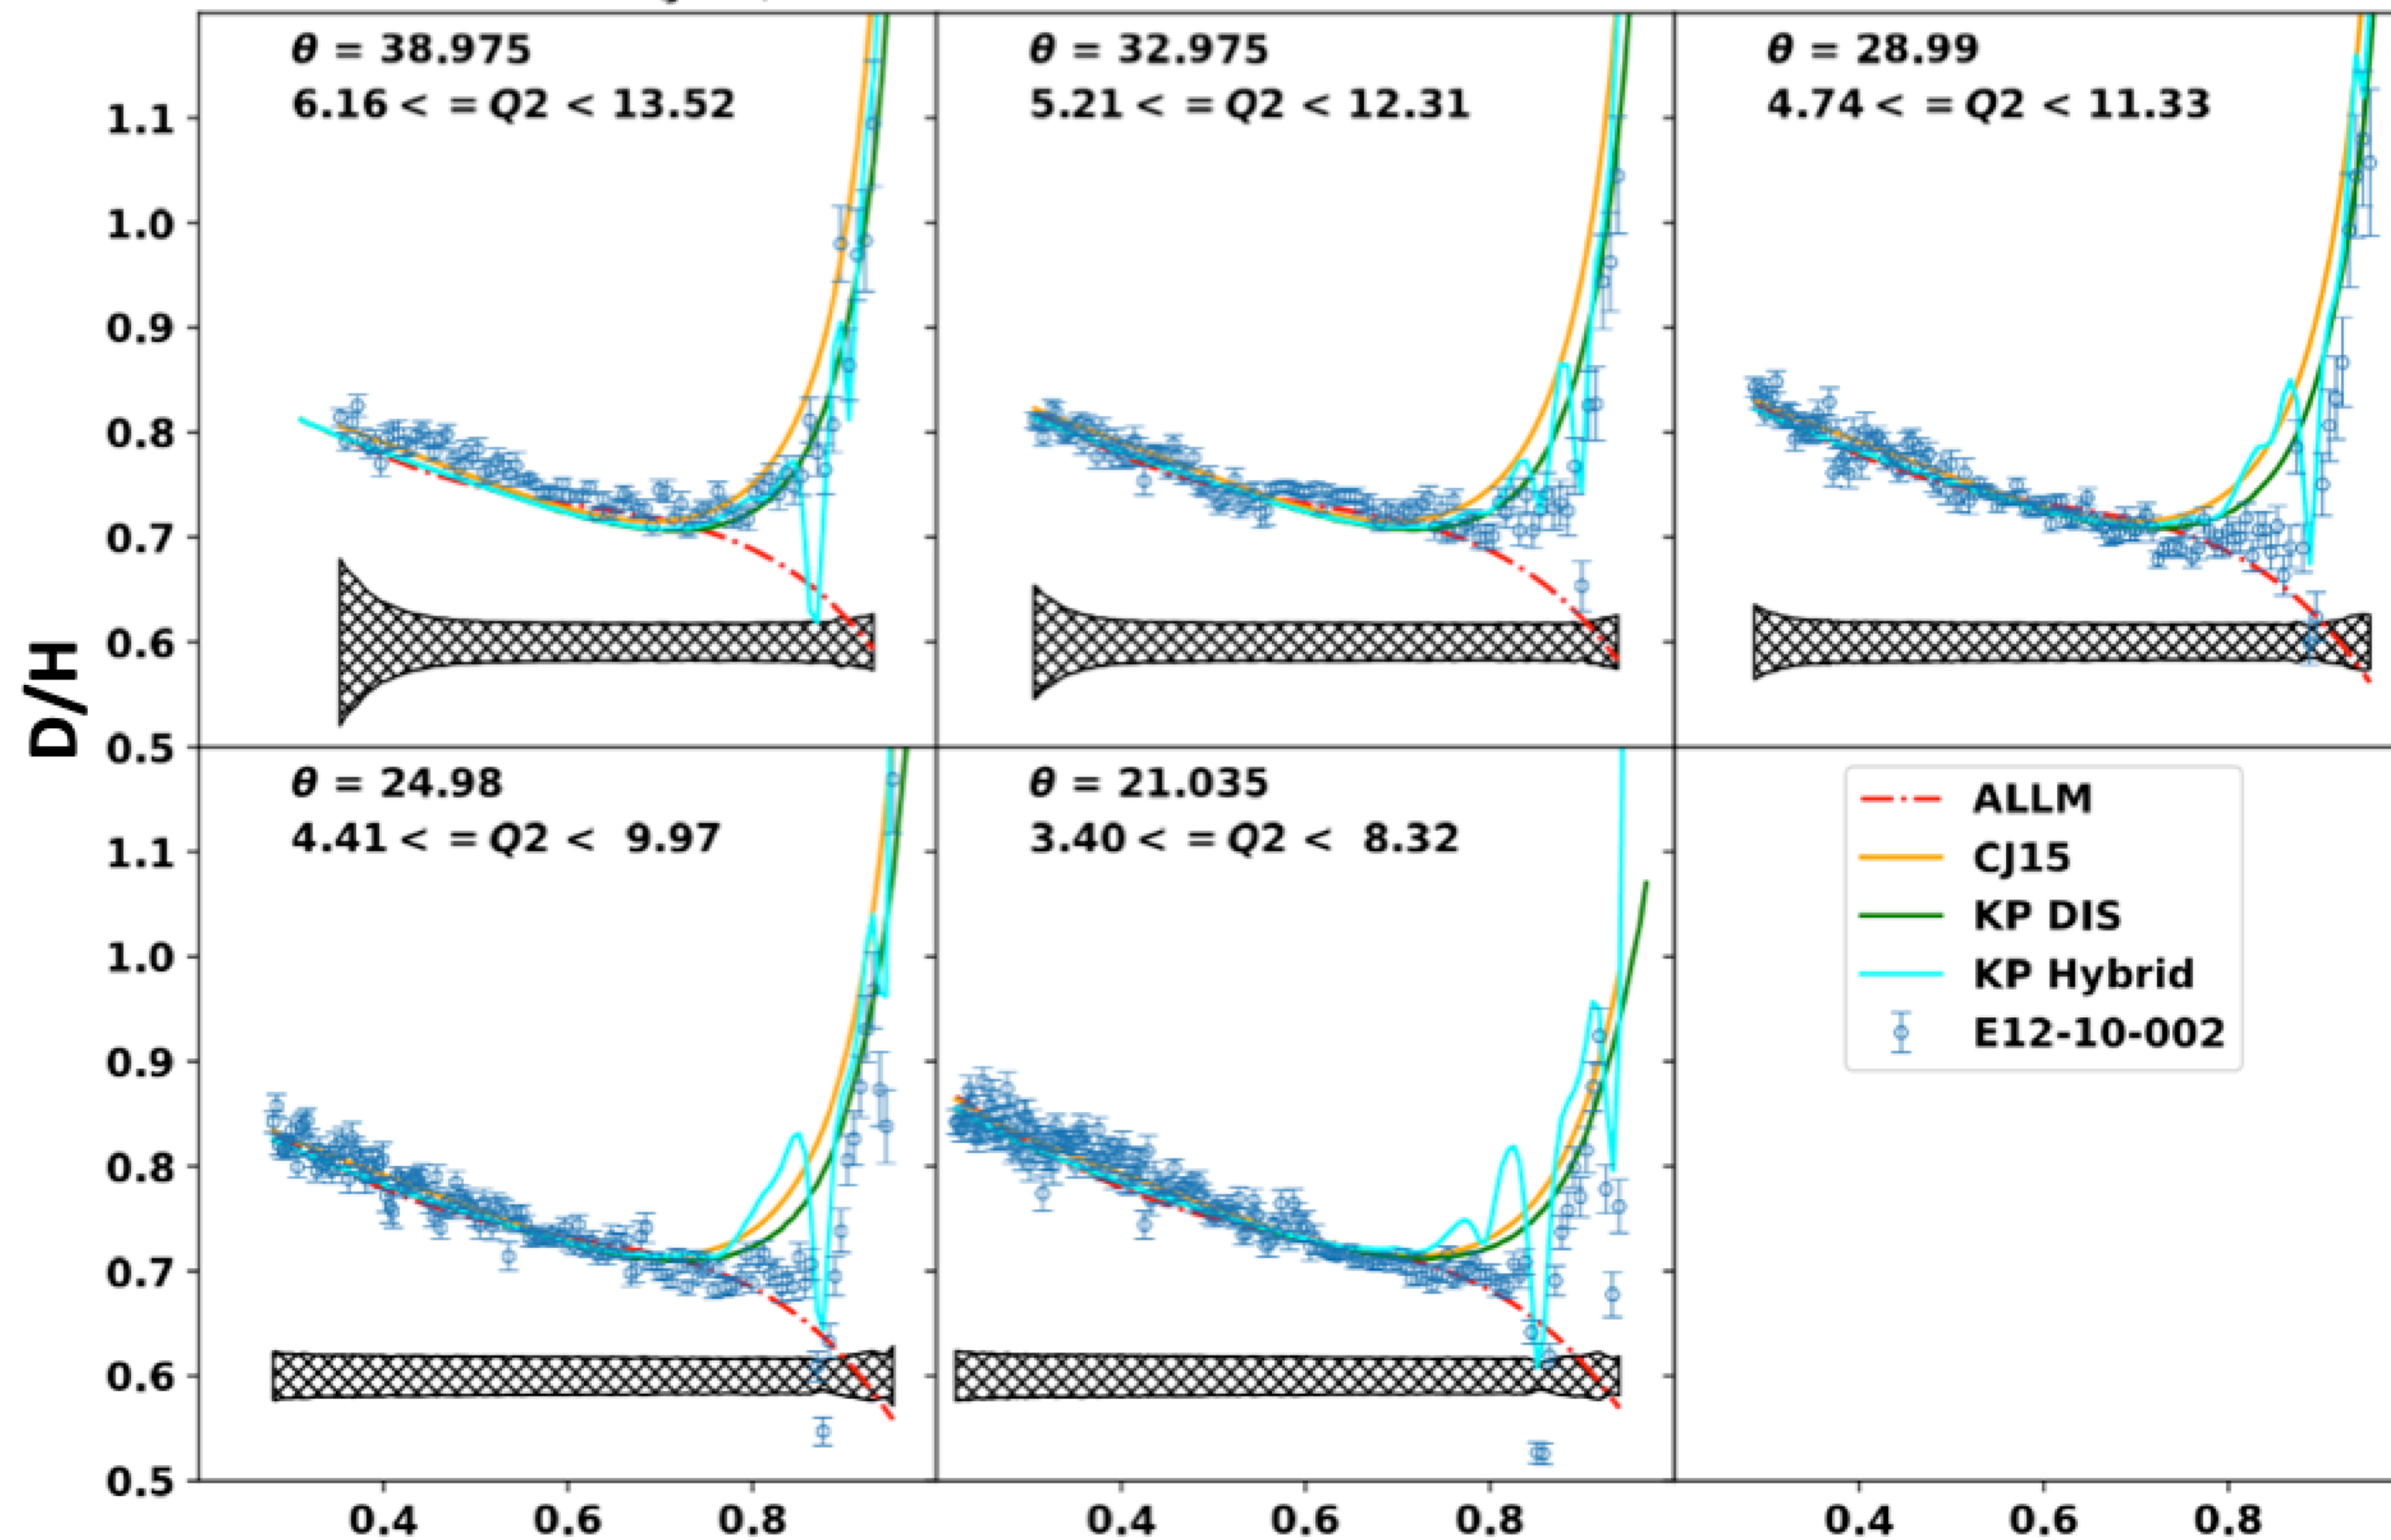 θ = 38.975
6.16 < = Q2 < 13.52
θ = 32.975
5.21 < = Q2 < 12.31
θ = 28.99
4.74 < = Q2 < 11.33
1.1
1.0
0.9
0.8
0.7
0.6
0.5
D/H
θ = 24.98
4.41 < = Q2 < 9.97
θ = 21.035
3.40 < = Q2 < 8.32
ALLM
CJ15
KP DIS
KP Hybrid
E12-10-002
1.1
1.0
0.9
0.8
0.7
0.6
0.5
0.4 0.6 0.8 0.4 0.6 0.8 0.4 0.6 0.8